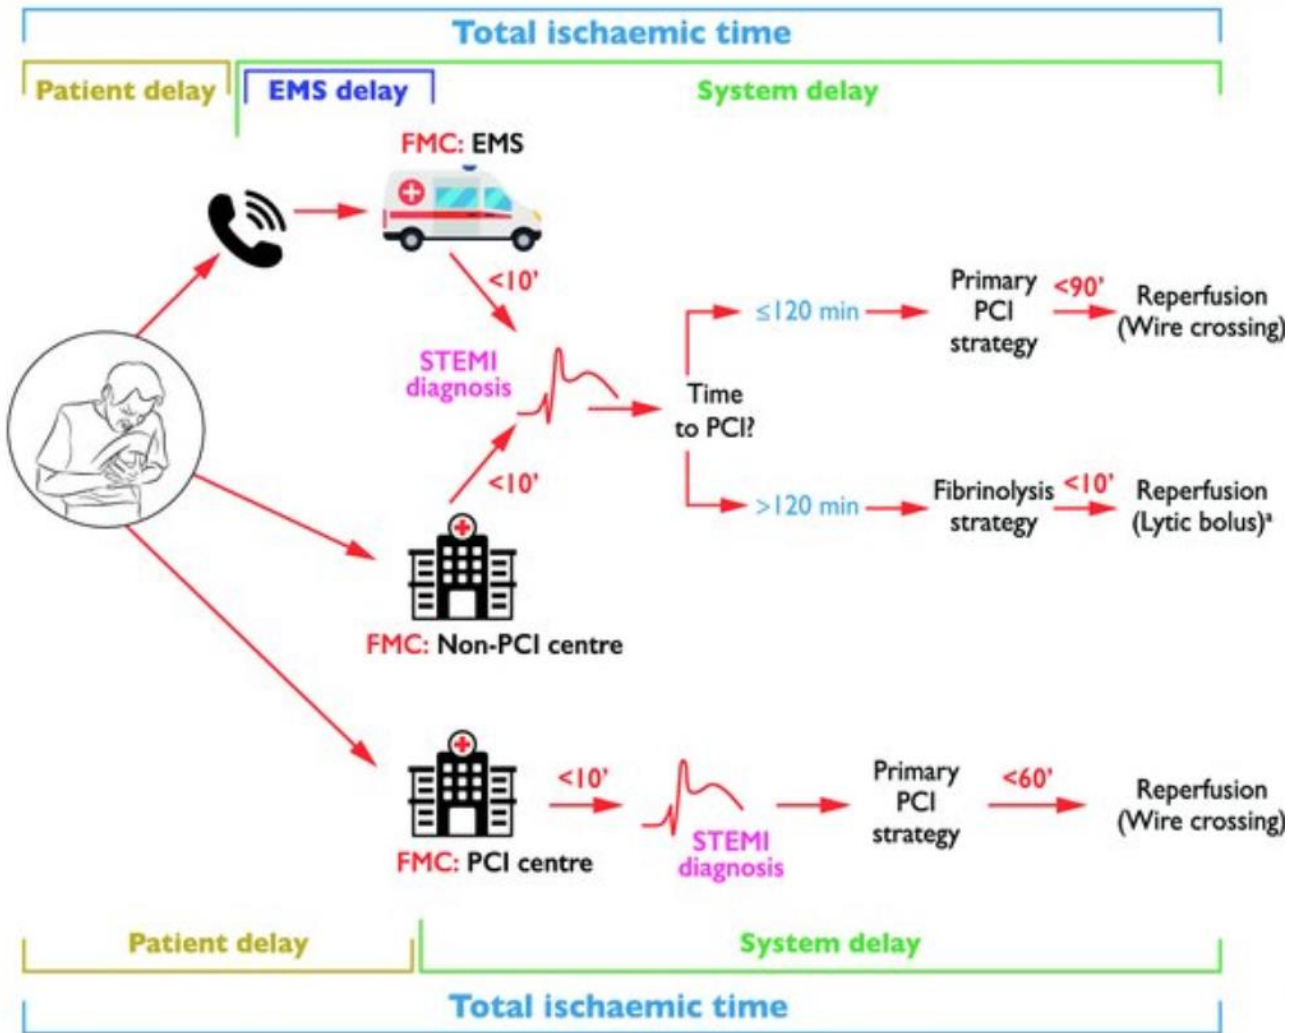 Total ischaemic time
Patient delay
EMS delay
System delay
FMC: EMS
<10'
STEMI
diagnosis
<10'
FMC: Non-PCI centre
Time
to PCI?
≤120 min
Primary
PCI
strategy
<90'
Reperfusion
(Wire crossing)
>120 min
Fibrinolysis
strategy
<10'
Reperfusion
(Lytic bolus)ᵃ
FMC: PCI centre
<10'
STEMI
diagnosis
Primary
PCI
strategy
<60'
Reperfusion
(Wire crossing)
Patient delay
System delay
Total ischaemic time